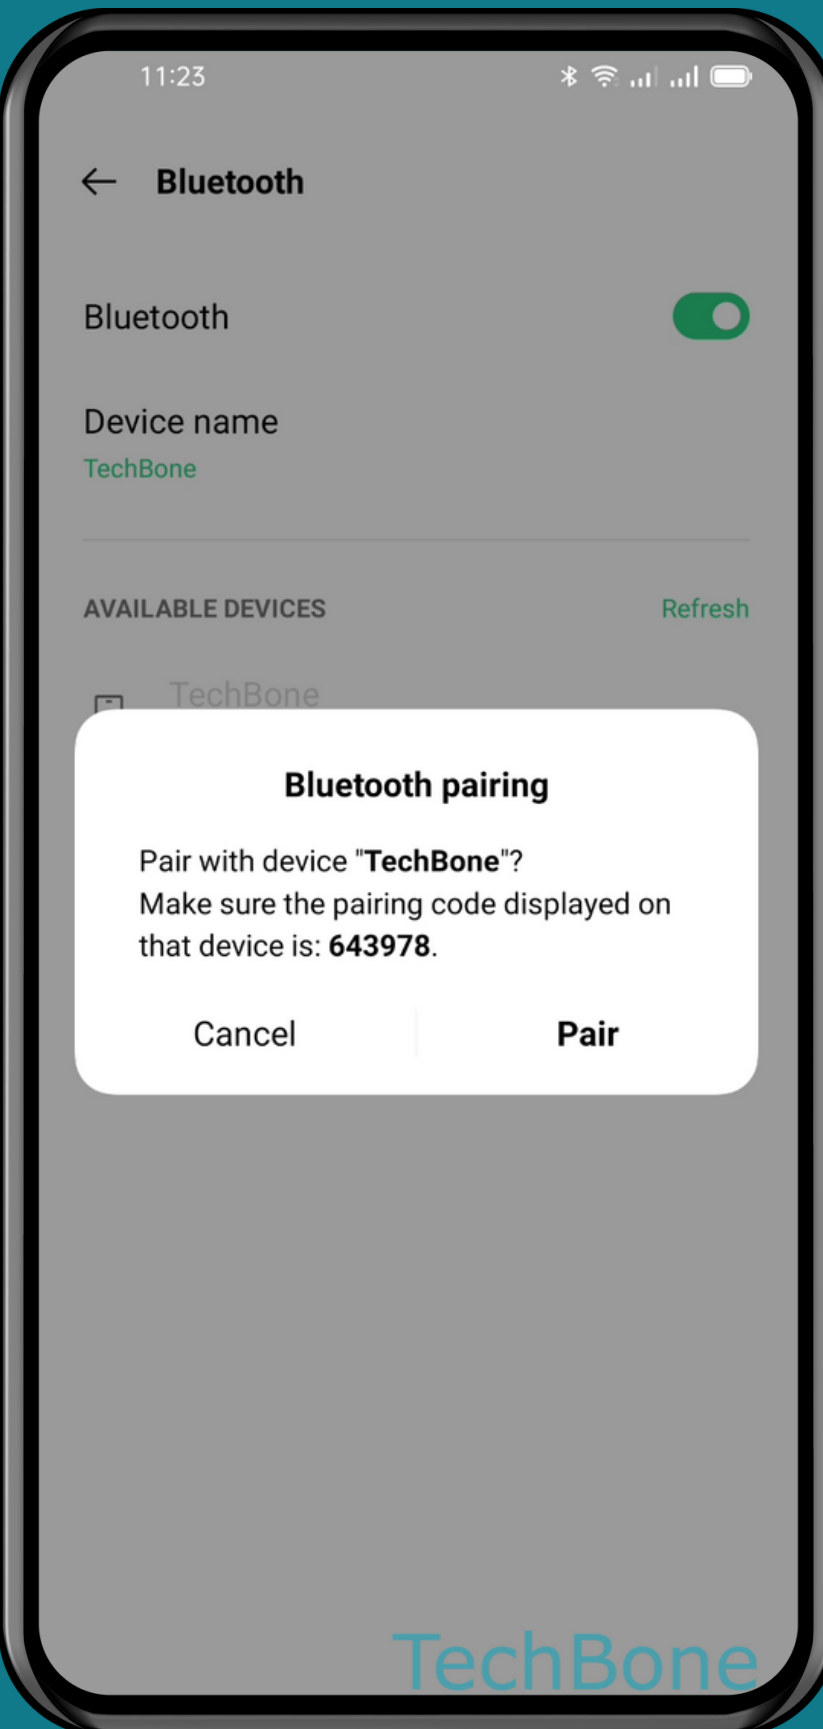 11:23
Bluetooth
Bluetooth
Device name
TechBone
AVAILABLE DEVICES
Refresh
TechBone
Bluetooth pairing
Pair with device "TechBone"?
Make sure the pairing code displayed on
that device is: 643978.
Cancel
Pair
TechBone